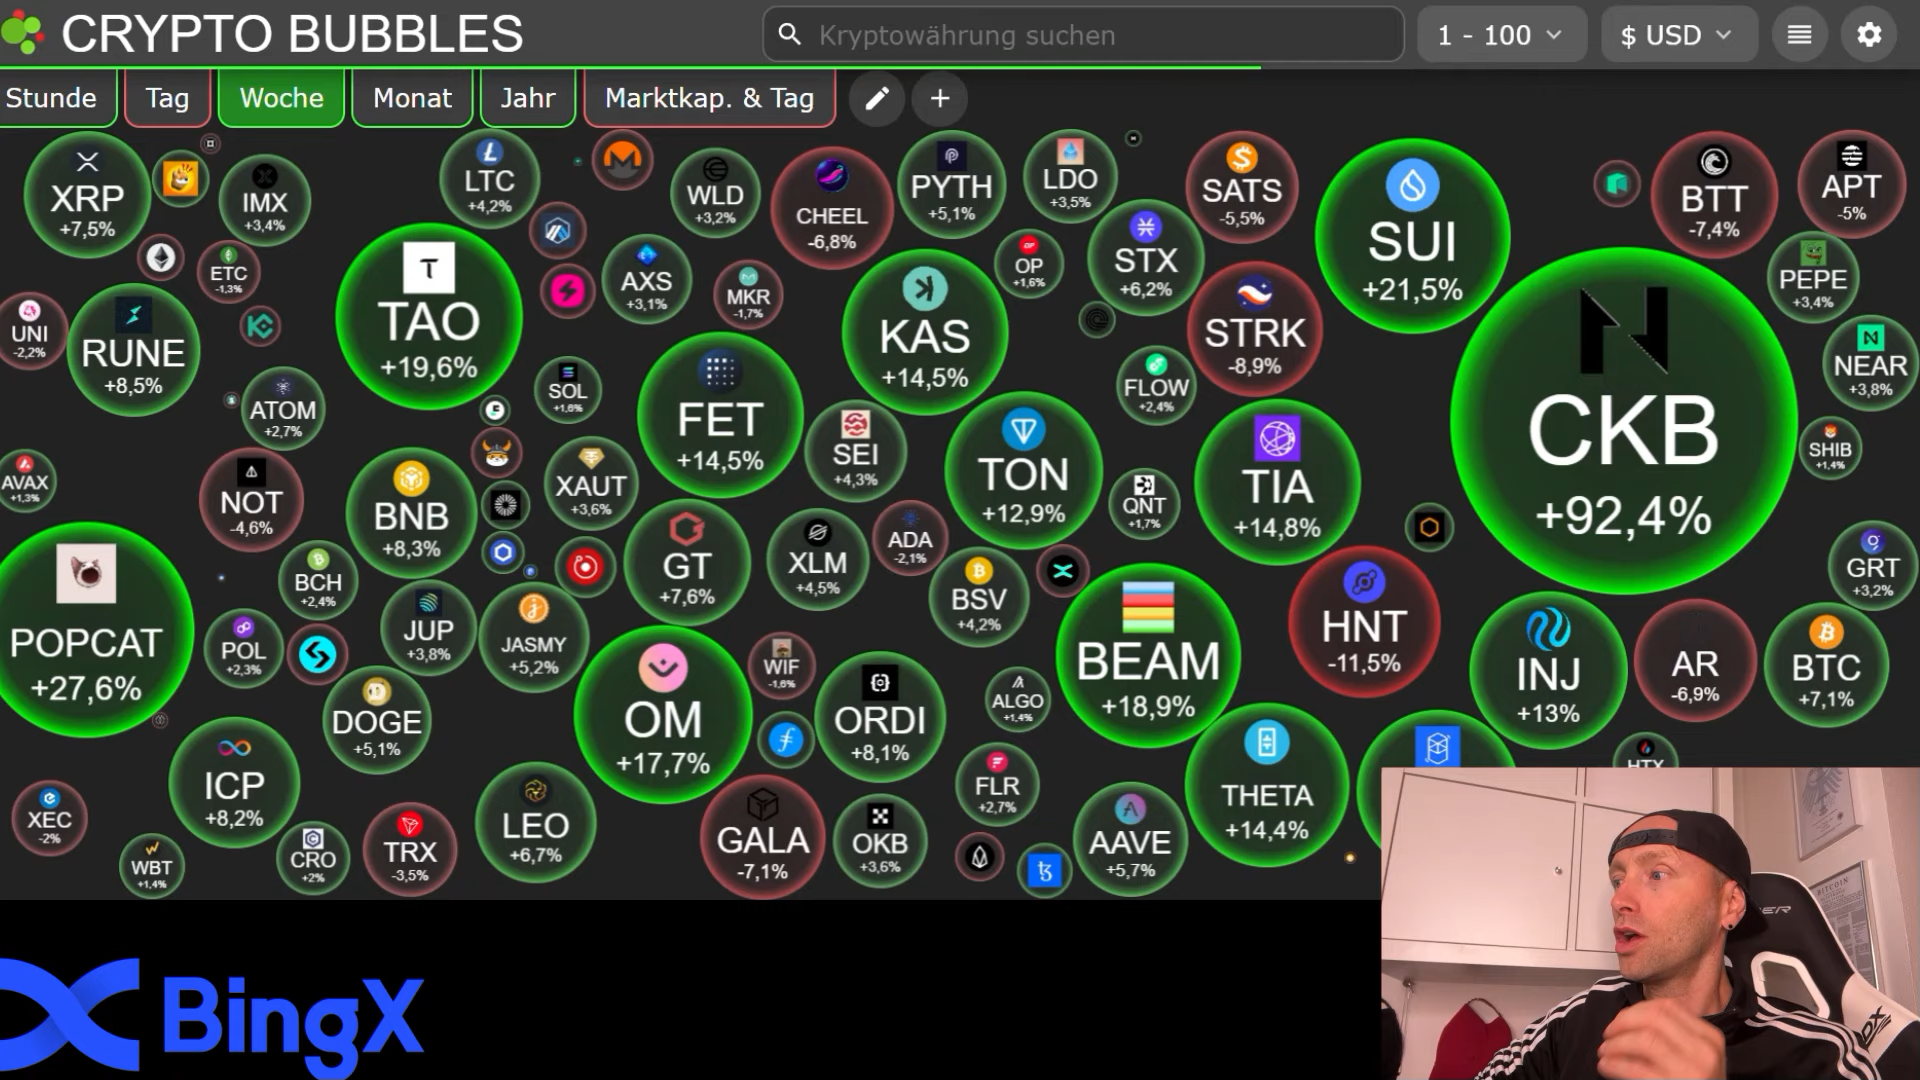 CRYPTO BUBBLES
Kryptowährung suchen
1 - 100
$ USD
Stunde
Tag
Woche
Monat
Jahr
Marktkap. & Tag
XRP
+7,5%
IMX
+3,4%
LTC
+4,2%
WLD
+3,2%
CHEEL
-6,8%
PYTH
+5,1%
LDO
+3,5%
SATS
-5,5%
SUI
+21,5%
BTT
-7,4%
APT
-5%
ETC
-1,3%
TAO
+19,6%
AXS
+3,1%
MKR
-1,7%
KAS
+14,5%
OP
+1,6%
STX
+6,2%
STRK
-8,9%
CKB
+92,4%
PEPE
+3,4%
UNI
-2,2%
RUNE
+8,5%
ATOM
+2,7%
SOL
+1,6%
FET
+14,5%
SEI
+4,3%
TON
+12,9%
FLOW
+2,4%
TIA
+14,8%
NEAR
+3,8%
SHIB
+1,4%
AVAX
+1,3%
NOT
-4,6%
BNB
+8,3%
XAUT
+3,6%
GT
+7,6%
XLM
+4,5%
ADA
-2,1%
QNT
+1,7%
BSV
+4,2%
HNT
-11,5%
GRT
+3,2%
POPCAT
+27,6%
BCH
+2,4%
POL
+2,3%
JUP
+3,8%
JASMY
+5,2%
OM
+17,7%
WIF
-1,6%
ORDI
+8,1%
ALGO
+1,4%
BEAM
+18,9%
INJ
+13%
AR
-6,9%
BTC
+7,1%
DOGE
+5,1%
ICP
+8,2%
LEO
+6,7%
GALA
-7,1%
OKB
+3,6%
FLR
+2,7%
AAVE
+5,7%
THETA
+14,4%
HTX
XEC
-2%
WBT
+1,4%
CRO
+2%
TRX
-3,5%
BingX
BITCOIN